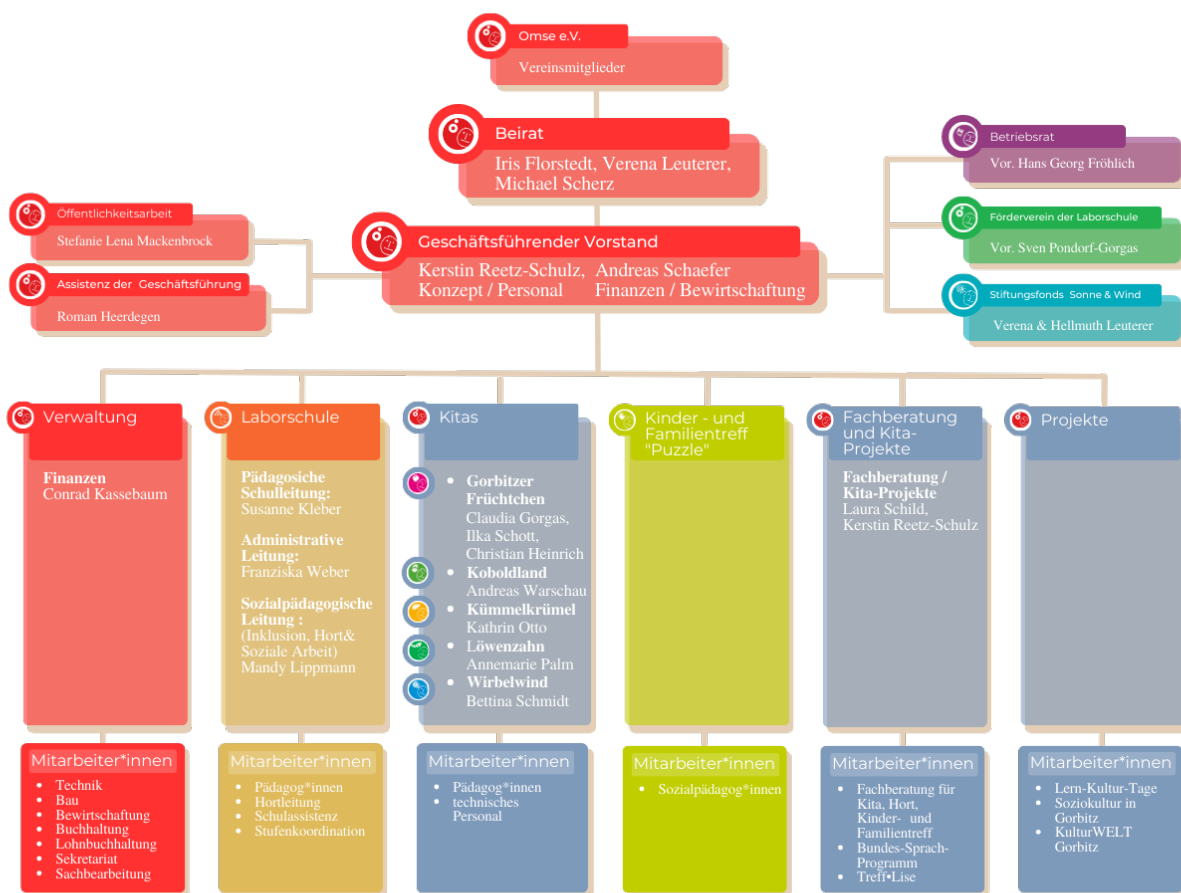 Omse e.V.
Vereinsmitglieder
Beirat
Iris Florstedt, Verena Leuterer,
Michael Scherz
Betriebsrat
Vor. Hans Georg Fröhlich
Öffentlichkeitsarbeit
Stefanie Lena Mackenbrock
Geschäftsführender Vorstand
Kerstin Reetz-Schulz, Andreas Schaefer
Konzept / Personal Finanzen / Bewirtschaftung
Förderverein der Laborschule
Vor. Sven Pondorf-Gorgas
Assistenz der Geschäftsführung
Roman Heerdegen
Stiftungsfonds Sonne & Wind
Verena & Hellmuth Leuterer
Verwaltung
Finanzen
Conrad Kassebaum
Mitarbeiter*innen
• Technik
• Bau
• Bewirtschaftung
• Buchhaltung
• Lohnbuchhaltung
• Sekretariat
• Sachbearbeitung
Laborschule
Pädagosiche
Schulleitung:
Susanne Kleber
Administrative
Leitung:
Franziska Weber
Sozialpädagogische
Leitung :
(Inklusion, Hort&
Soziale Arbeit)
Mandy Lippmann
Mitarbeiter*innen
• Pädagog*innen
• Hortleitung
• Schulassistenz
• Stufenkoordination
Kitas
• Gorbitzer
Früchtchen
Claudia Gorgas,
Ilka Schott,
Christian Heinrich
• Koboldland
Andreas Warschau
• Kümmelkrümel
Kathrin Otto
• Löwenzahn
Annemarie Palm
• Wirbelwind
Bettina Schmidt
Mitarbeiter*innen
• Pädagog*innen
• technisches
Personal
Kinder - und
Familientreff
"Puzzle"
Mitarbeiter*innen
• Sozialpädagog*innen
Fachberatung
und Kita-
Projekte
Fachberatung /
Kita-Projekte
Laura Schild,
Kerstin Reetz-Schulz
Mitarbeiter*innen
• Fachberatung für
Kita, Hort,
Kinder- und
Familientreff
• Bundes-Sprach-
Programm
• Treff•Lise
Projekte
Mitarbeiter*innen
• Lern-Kultur-Tage
• Soziokultur in
Gorbitz
• KulturWELT
Gorbitz